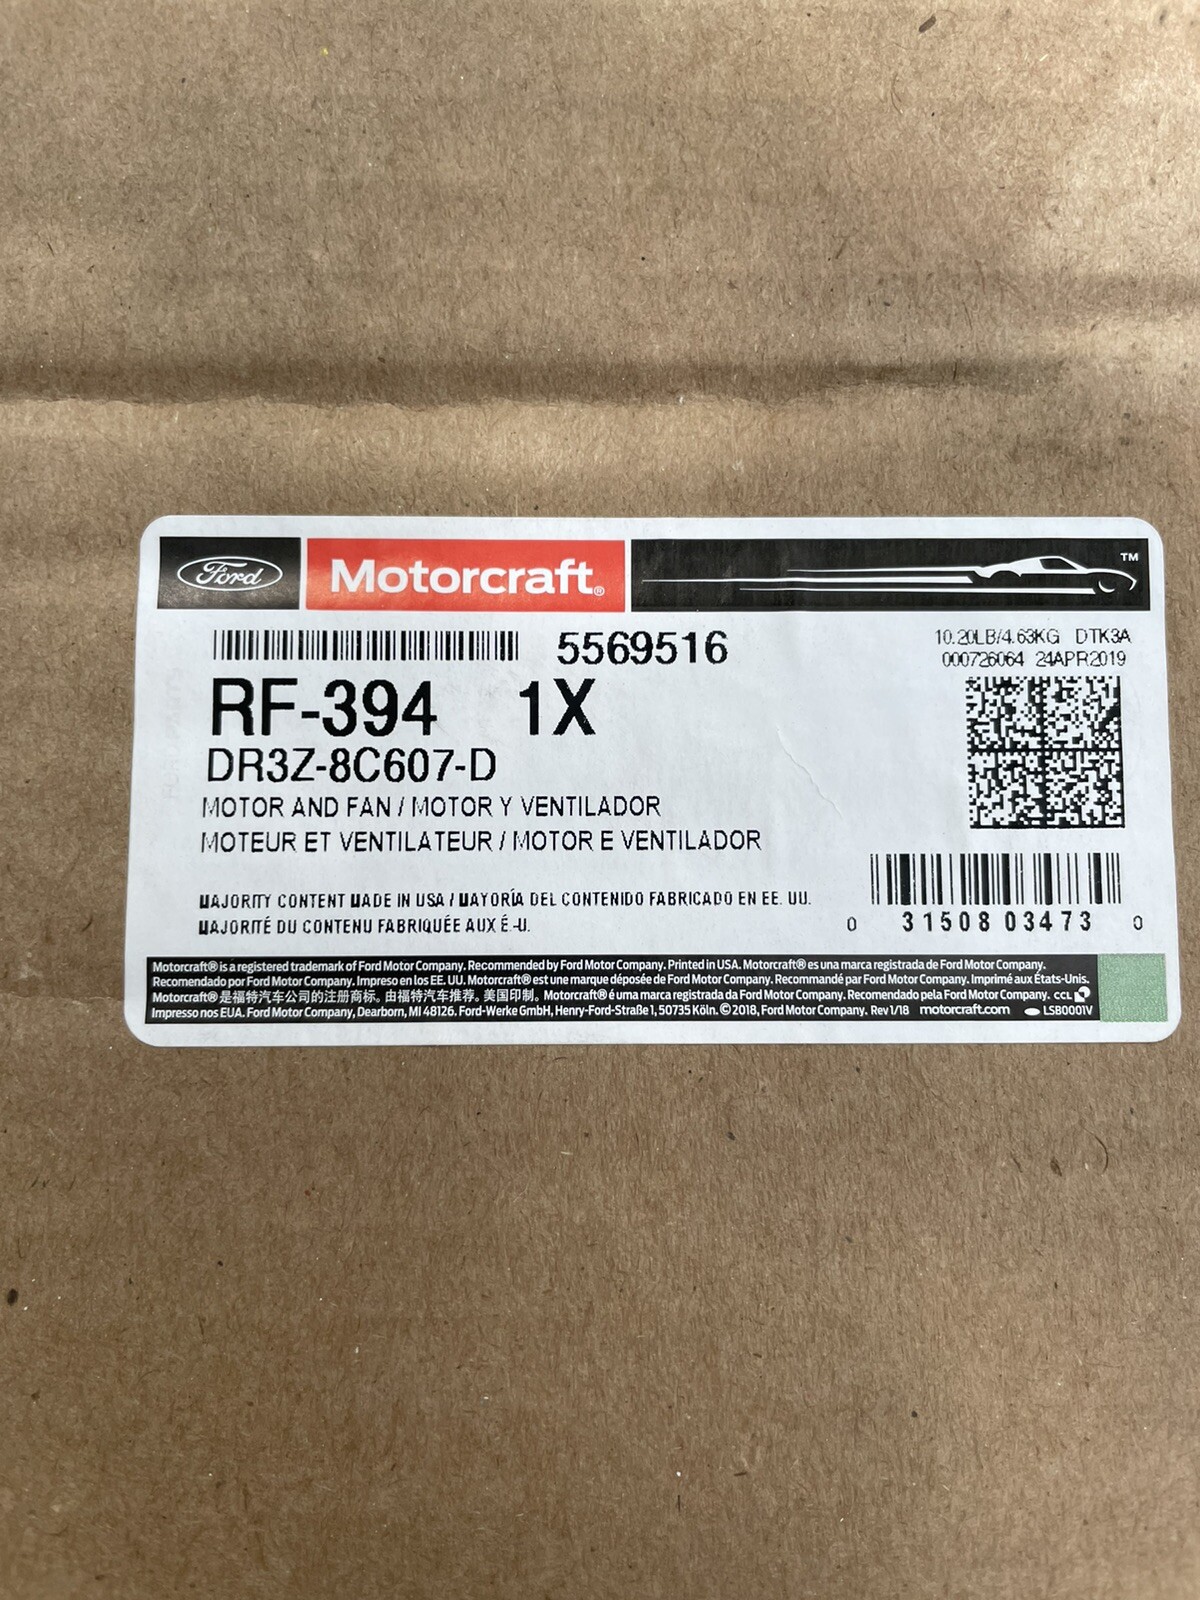 Ford Motorcraft® ™
5569516
10.20LB/4.63KG DTK3A
000726064 24APR2019
RF-394 1X
DR3Z-8C607-D
MOTOR AND FAN / MOTOR Y VENTILADOR
MOTEUR ET VENTILATEUR / MOTOR E VENTILADOR
MAJORITY CONTENT MADE IN USA / MAYORÍA DEL CONTENIDO FABRICADO EN EE. UU.
MAJORITÉ DU CONTENU FABRIQUÉE AUX É.-U.
0 31508 03473 0
Motorcraft® is a registered trademark of Ford Motor Company. Recommended by Ford Motor Company. Printed in USA. Motorcraft® es una marca registrada de Ford Motor Company.
Recomendado por Ford Motor Company. Impreso en los EE. UU. Motorcraft® est une marque déposée de Ford Motor Company. Recommandé par Ford Motor Company. Imprimé aux États-Unis.
Motorcraft® 是福特汽车公司的注册商标。由福特汽车推荐。美国印制。 Motorcraft® é uma marca registrada da Ford Motor Company. Recomendado pela Ford Motor Company. CCL
Impresso nos EUA. Ford Motor Company, Dearborn, MI 48126. Ford-Werke GmbH, Henry-Ford-Straße 1, 50735 Köln. ©2018, Ford Motor Company. Rev 1/18 motorcraft.com LSB0001V